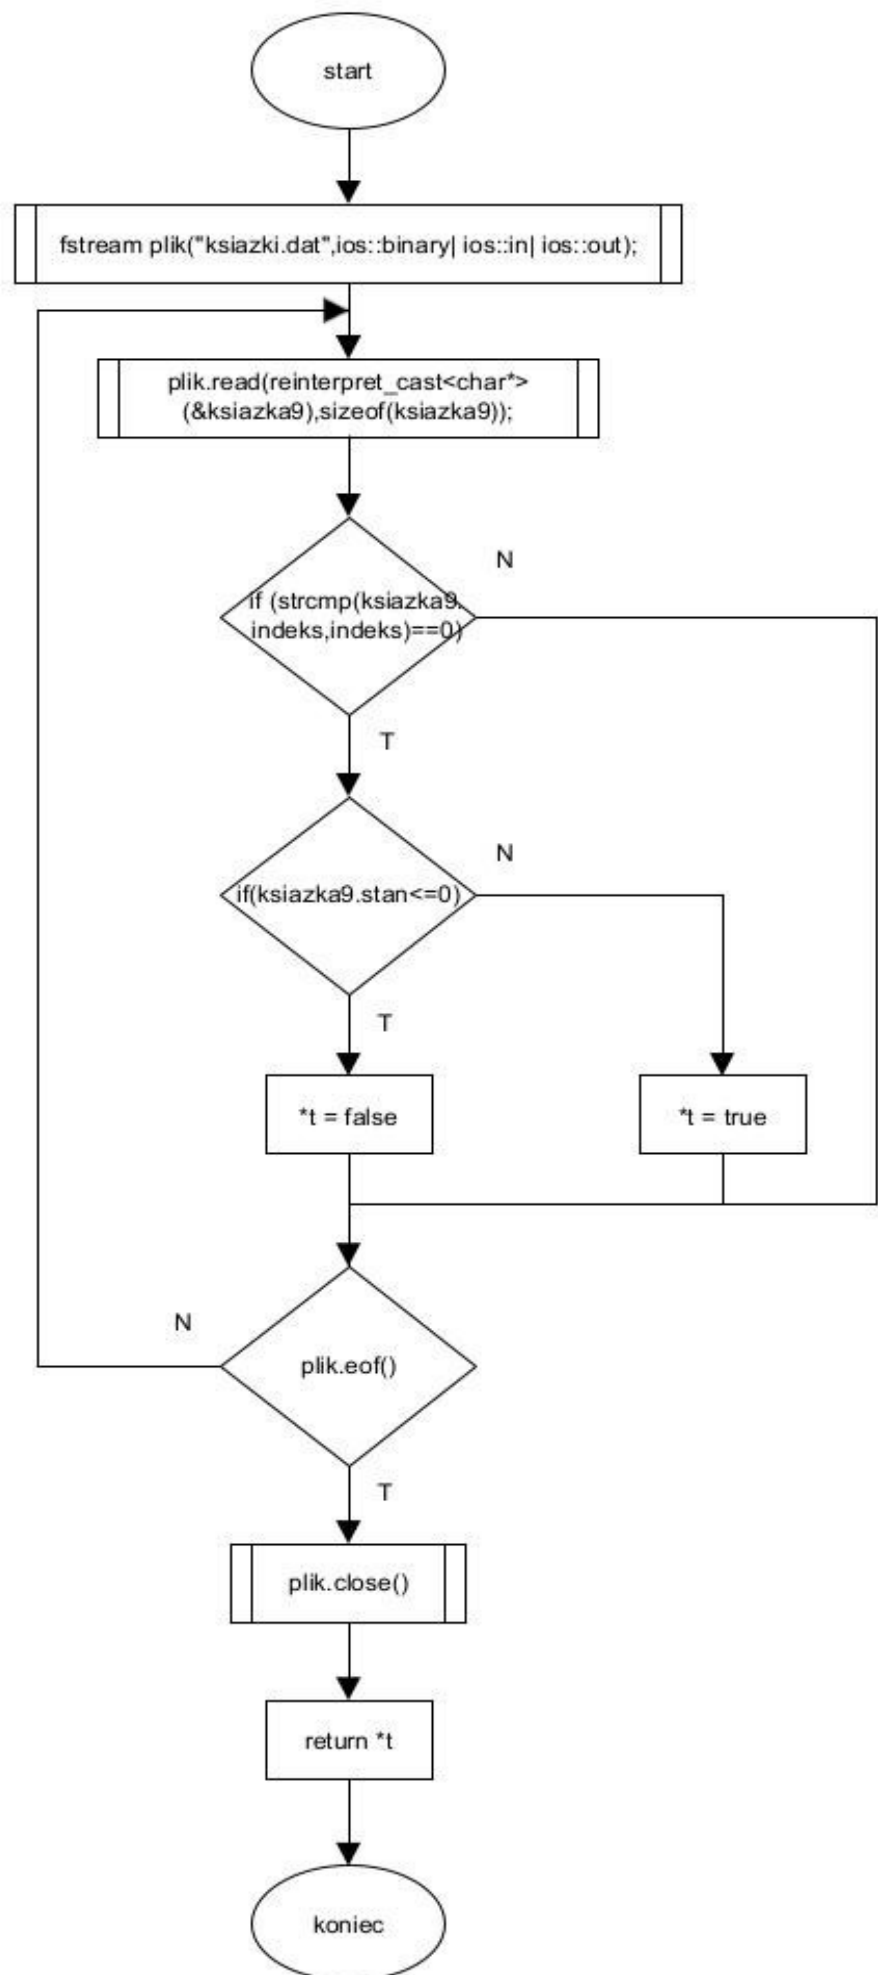 start
fstream plik("ksiazki.dat",ios::binary| ios::in| ios::out);
plik.read(reinterpret_cast<char*>
(&ksiazka9),sizeof(ksiazka9));
N
if (strcmp(ksiazka9.
indeks,indeks)==0)
T
N
if(ksiazka9.stan<=0)
T
*t = false
*t = true
N
plik.eof()
T
plik.close()
return *t
koniec